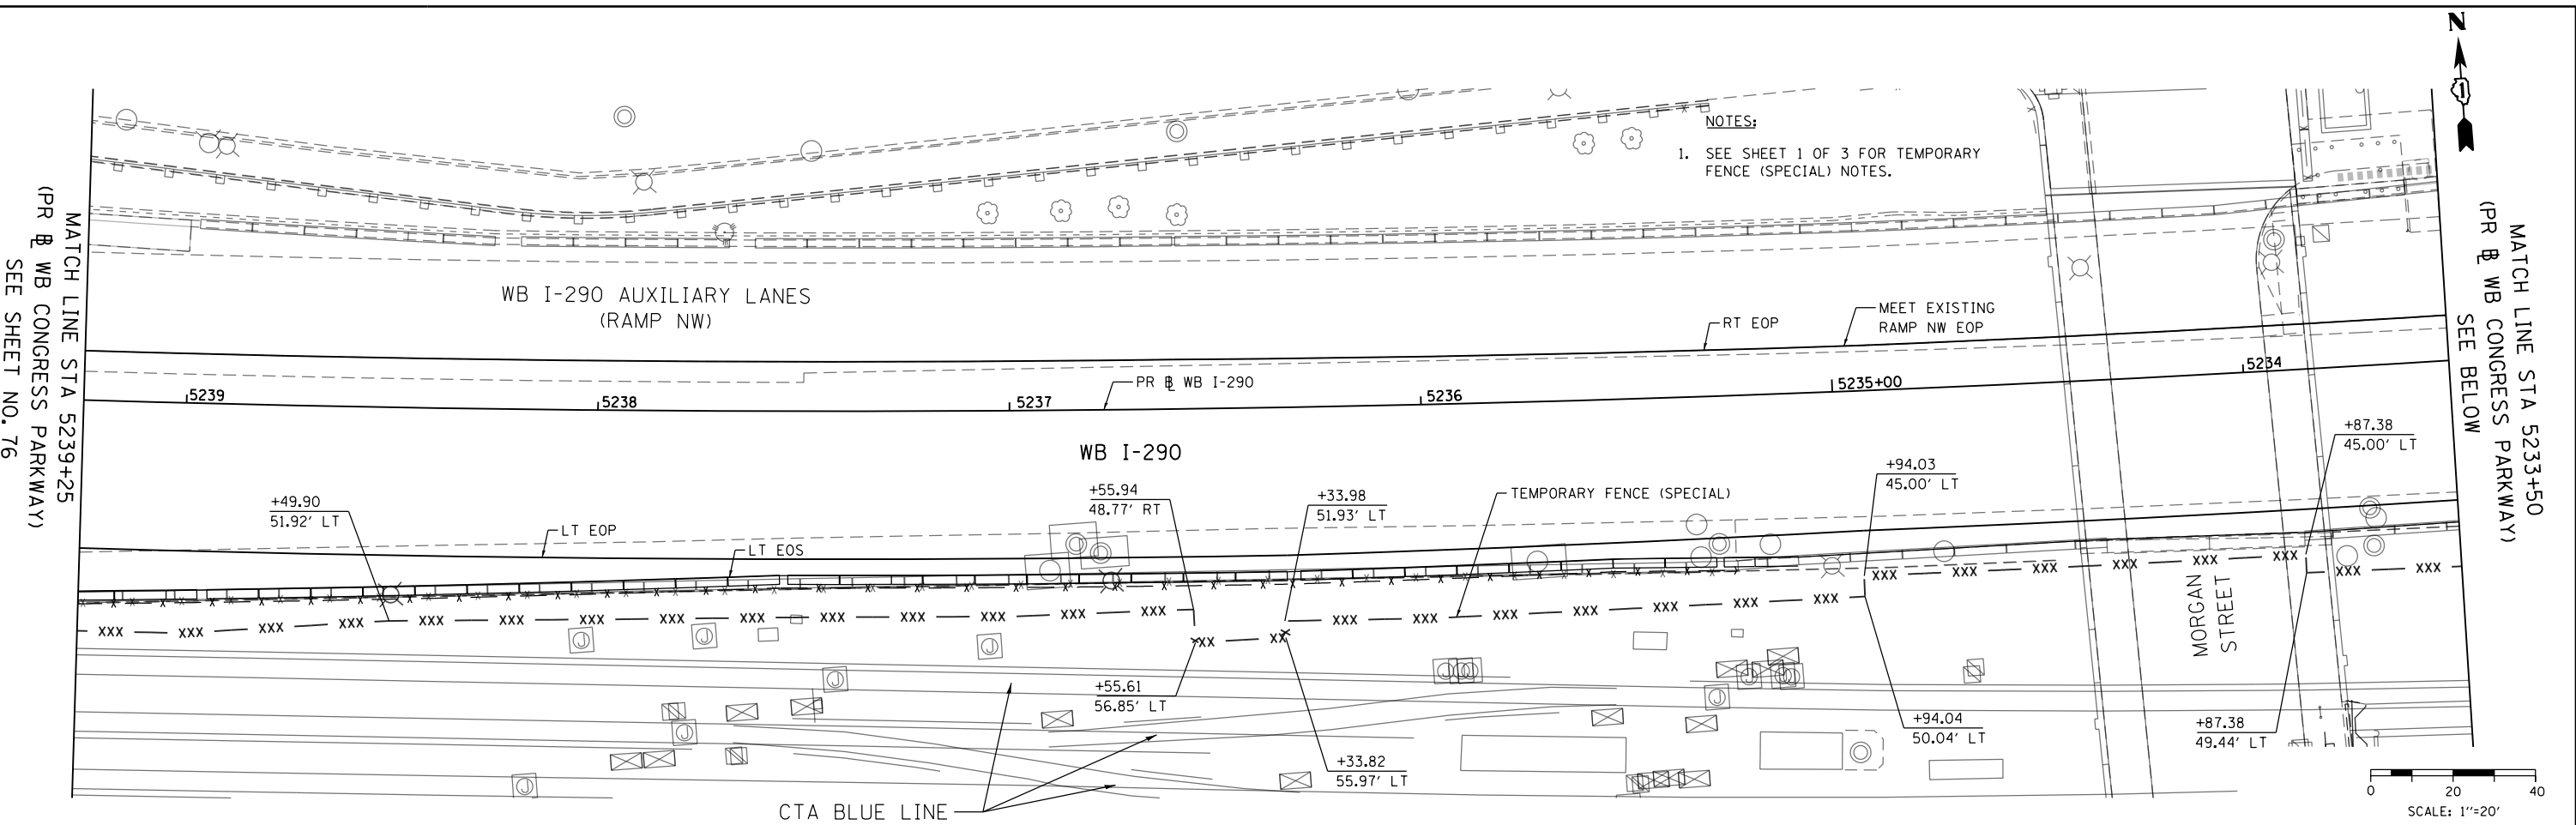 N
1
NOTES:
1. SEE SHEET 1 OF 3 FOR TEMPORARY
FENCE (SPECIAL) NOTES.
MATCH LINE STA 5239+25
(PR BL WB CONGRESS PARKWAY)
SEE SHEET NO. 76
MATCH LINE STA 5233+50
(PR BL WB CONGRESS PARKWAY)
SEE BELOW
WB I-290 AUXILIARY LANES
(RAMP NW)
RT EOP
MEET EXISTING
RAMP NW EOP
PR BL WB I-290
5239
5238
5237
5236
5235+00
5234
WB I-290
+49.90
51.92' LT
LT EOP
LT EOS
+55.94
48.77' RT
+33.98
51.93' LT
TEMPORARY FENCE (SPECIAL)
+94.03
45.00' LT
+87.38
45.00' LT
+55.61
56.85' LT
+33.82
55.97' LT
+94.04
50.04' LT
+87.38
49.44' LT
MORGAN
STREET
CTA BLUE LINE
0 20 40
SCALE: 1''=20'